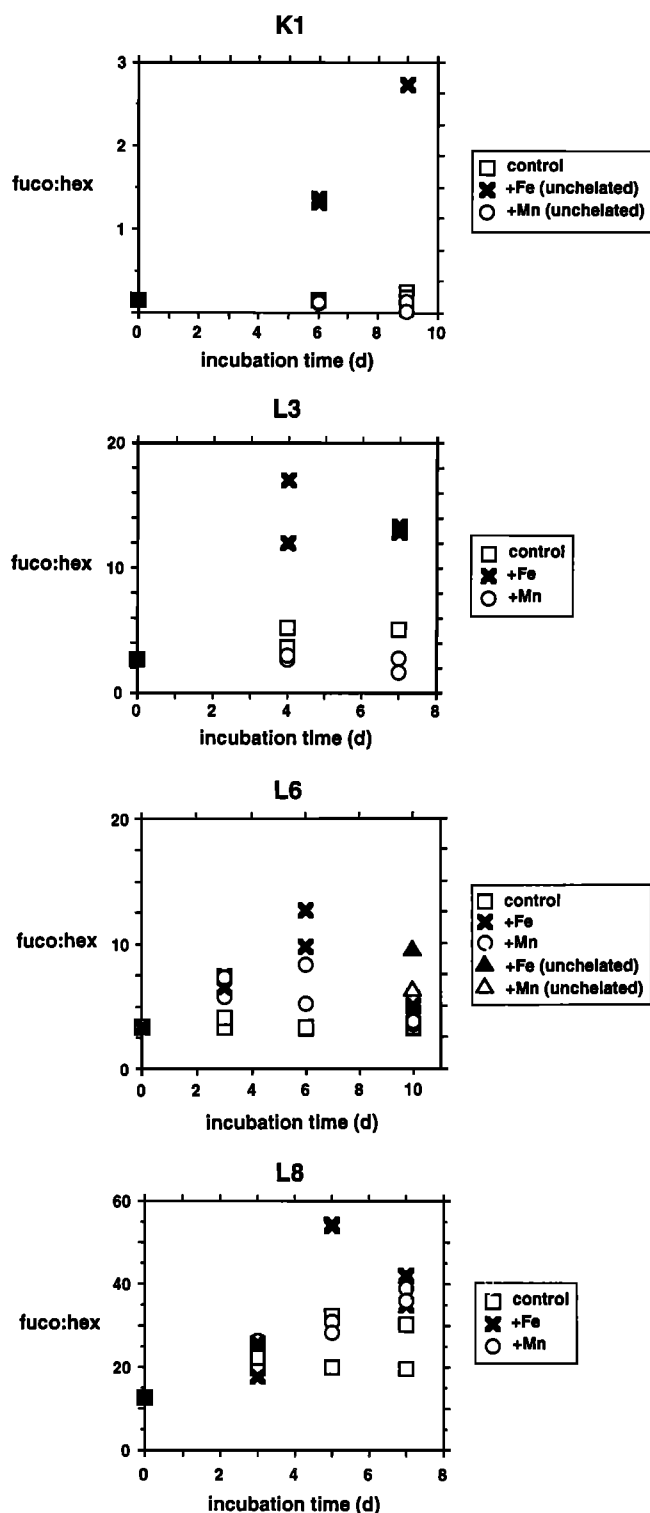 K1
3
2
1
fuco:hex
0 2 4 6 8 10
incubation time (d)
control
+Fe (unchelated)
+Mn (unchelated)
L3
20
10
0
fuco:hex
0 2 4 6 8
incubation time (d)
control
+Fe
+Mn
L6
20
10
0
fuco:hex
0 2 4 6 8 10
incubation time (d)
control
+Fe
+Mn
+Fe (unchelated)
+Mn (unchelated)
L8
60
40
20
0
fuco:hex
0 2 4 6 8
incubation time (d)
control
+Fe
+Mn